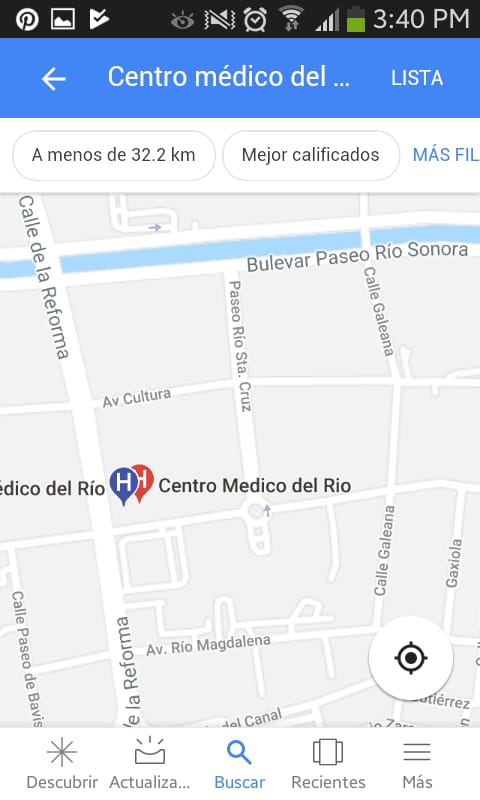 3:40 PM
Centro médico del ...
LISTA
A menos de 32.2 km
Mejor calificados
MÁS FIL
Calle de la Reforma
Bulevar Paseo Río Sonora
Paseo Río Sta. Cruz
Calle Galeana
Av Cultura
édico del Río
H
H
Centro Medico del Rio
Calle Galeana
Gaxiola
Calle Paseo de Bavis
le de la Reforma
Av. Río Magdalena
utiérrez
del Canal
o Zar
Descubrir
Actualiza...
Buscar
Recientes
Más